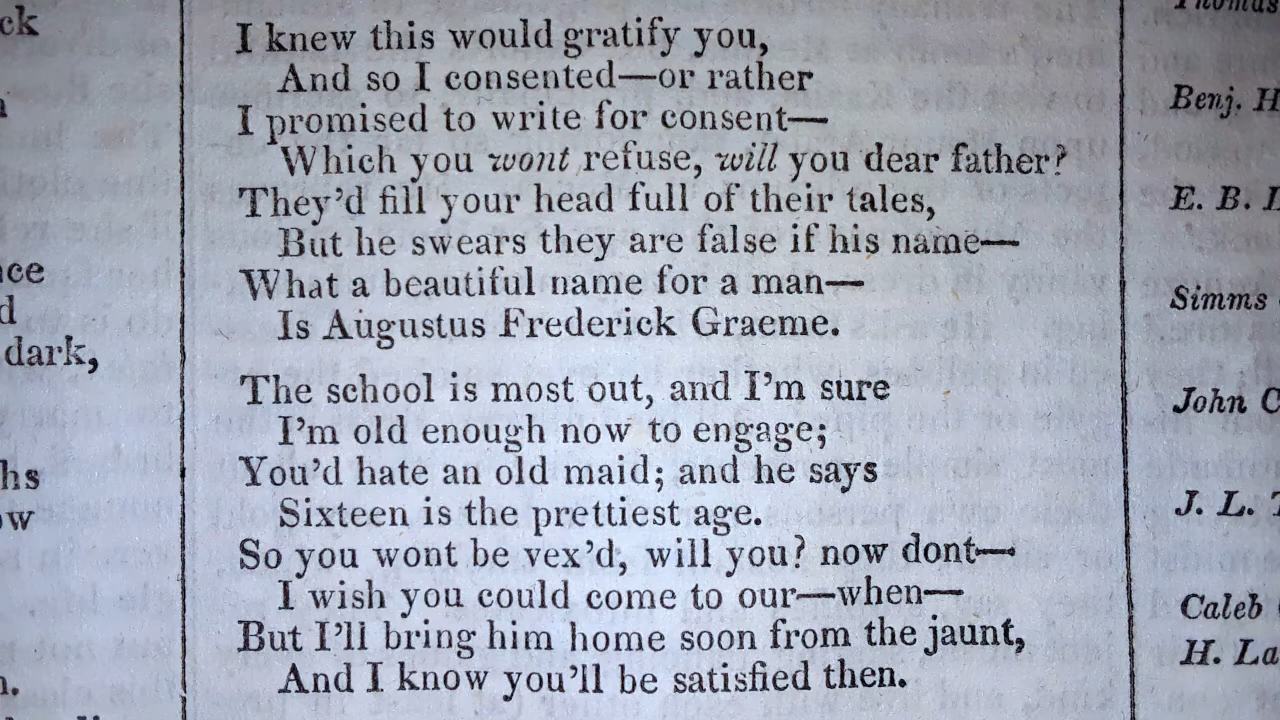 I knew this would gratify you,
And so I consented—or rather
I promised to write for consent—
Which you wont refuse, will you dear father?
They'd fill your head full of their tales,
But he swears they are false if his name—
What a beautiful name for a man—
Is Augustus Frederick Graeme.
The school is most out, and I'm sure
I'm old enough now to engage;
You'd hate an old maid; and he says
Sixteen is the prettiest age.
So you wont be vex'd, will you? now dont—
I wish you could come to our—when—
But I'll bring him home soon from the jaunt,
And I know you'll be satisfied then.
ck
d
dark,
hs
Benj. H
E. B.
Simms
John C
J. L.
Caleb
H. La